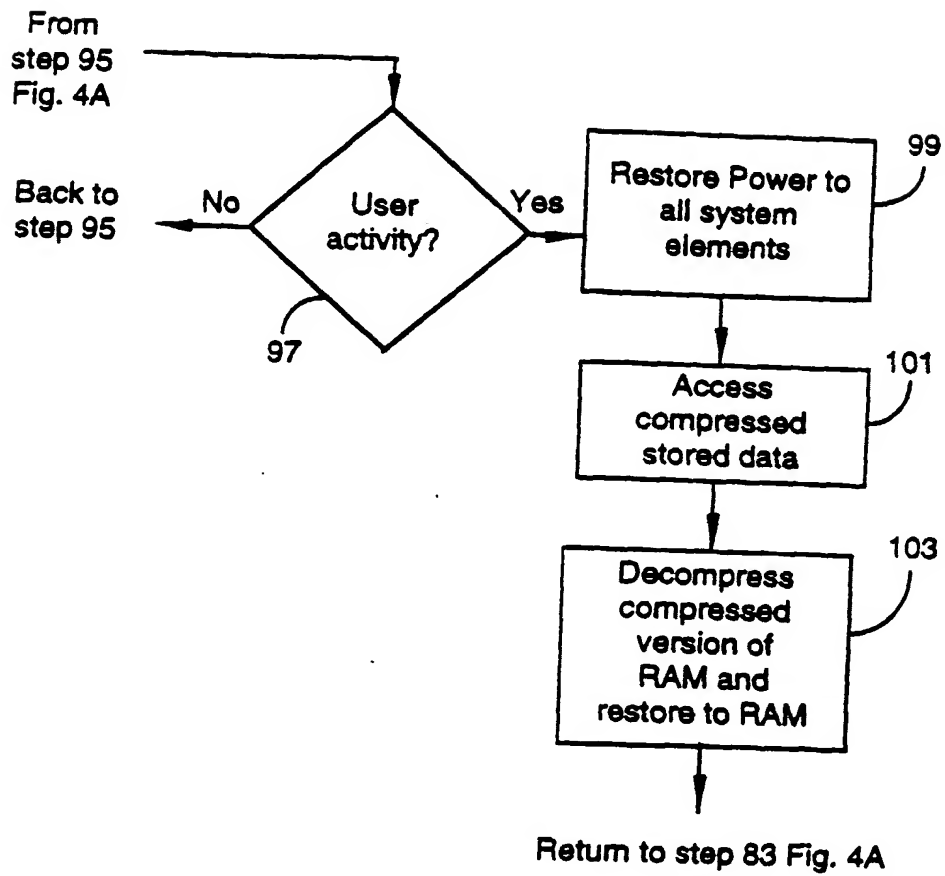 From
step 95
Fig. 4A
Back to
step 95
No
User
activity?
Yes
97
Restore Power to
all system
elements
99
Access
compressed
stored data
101
Decompress
compressed
version of
RAM and
restore to RAM
103
Return to step 83 Fig. 4A